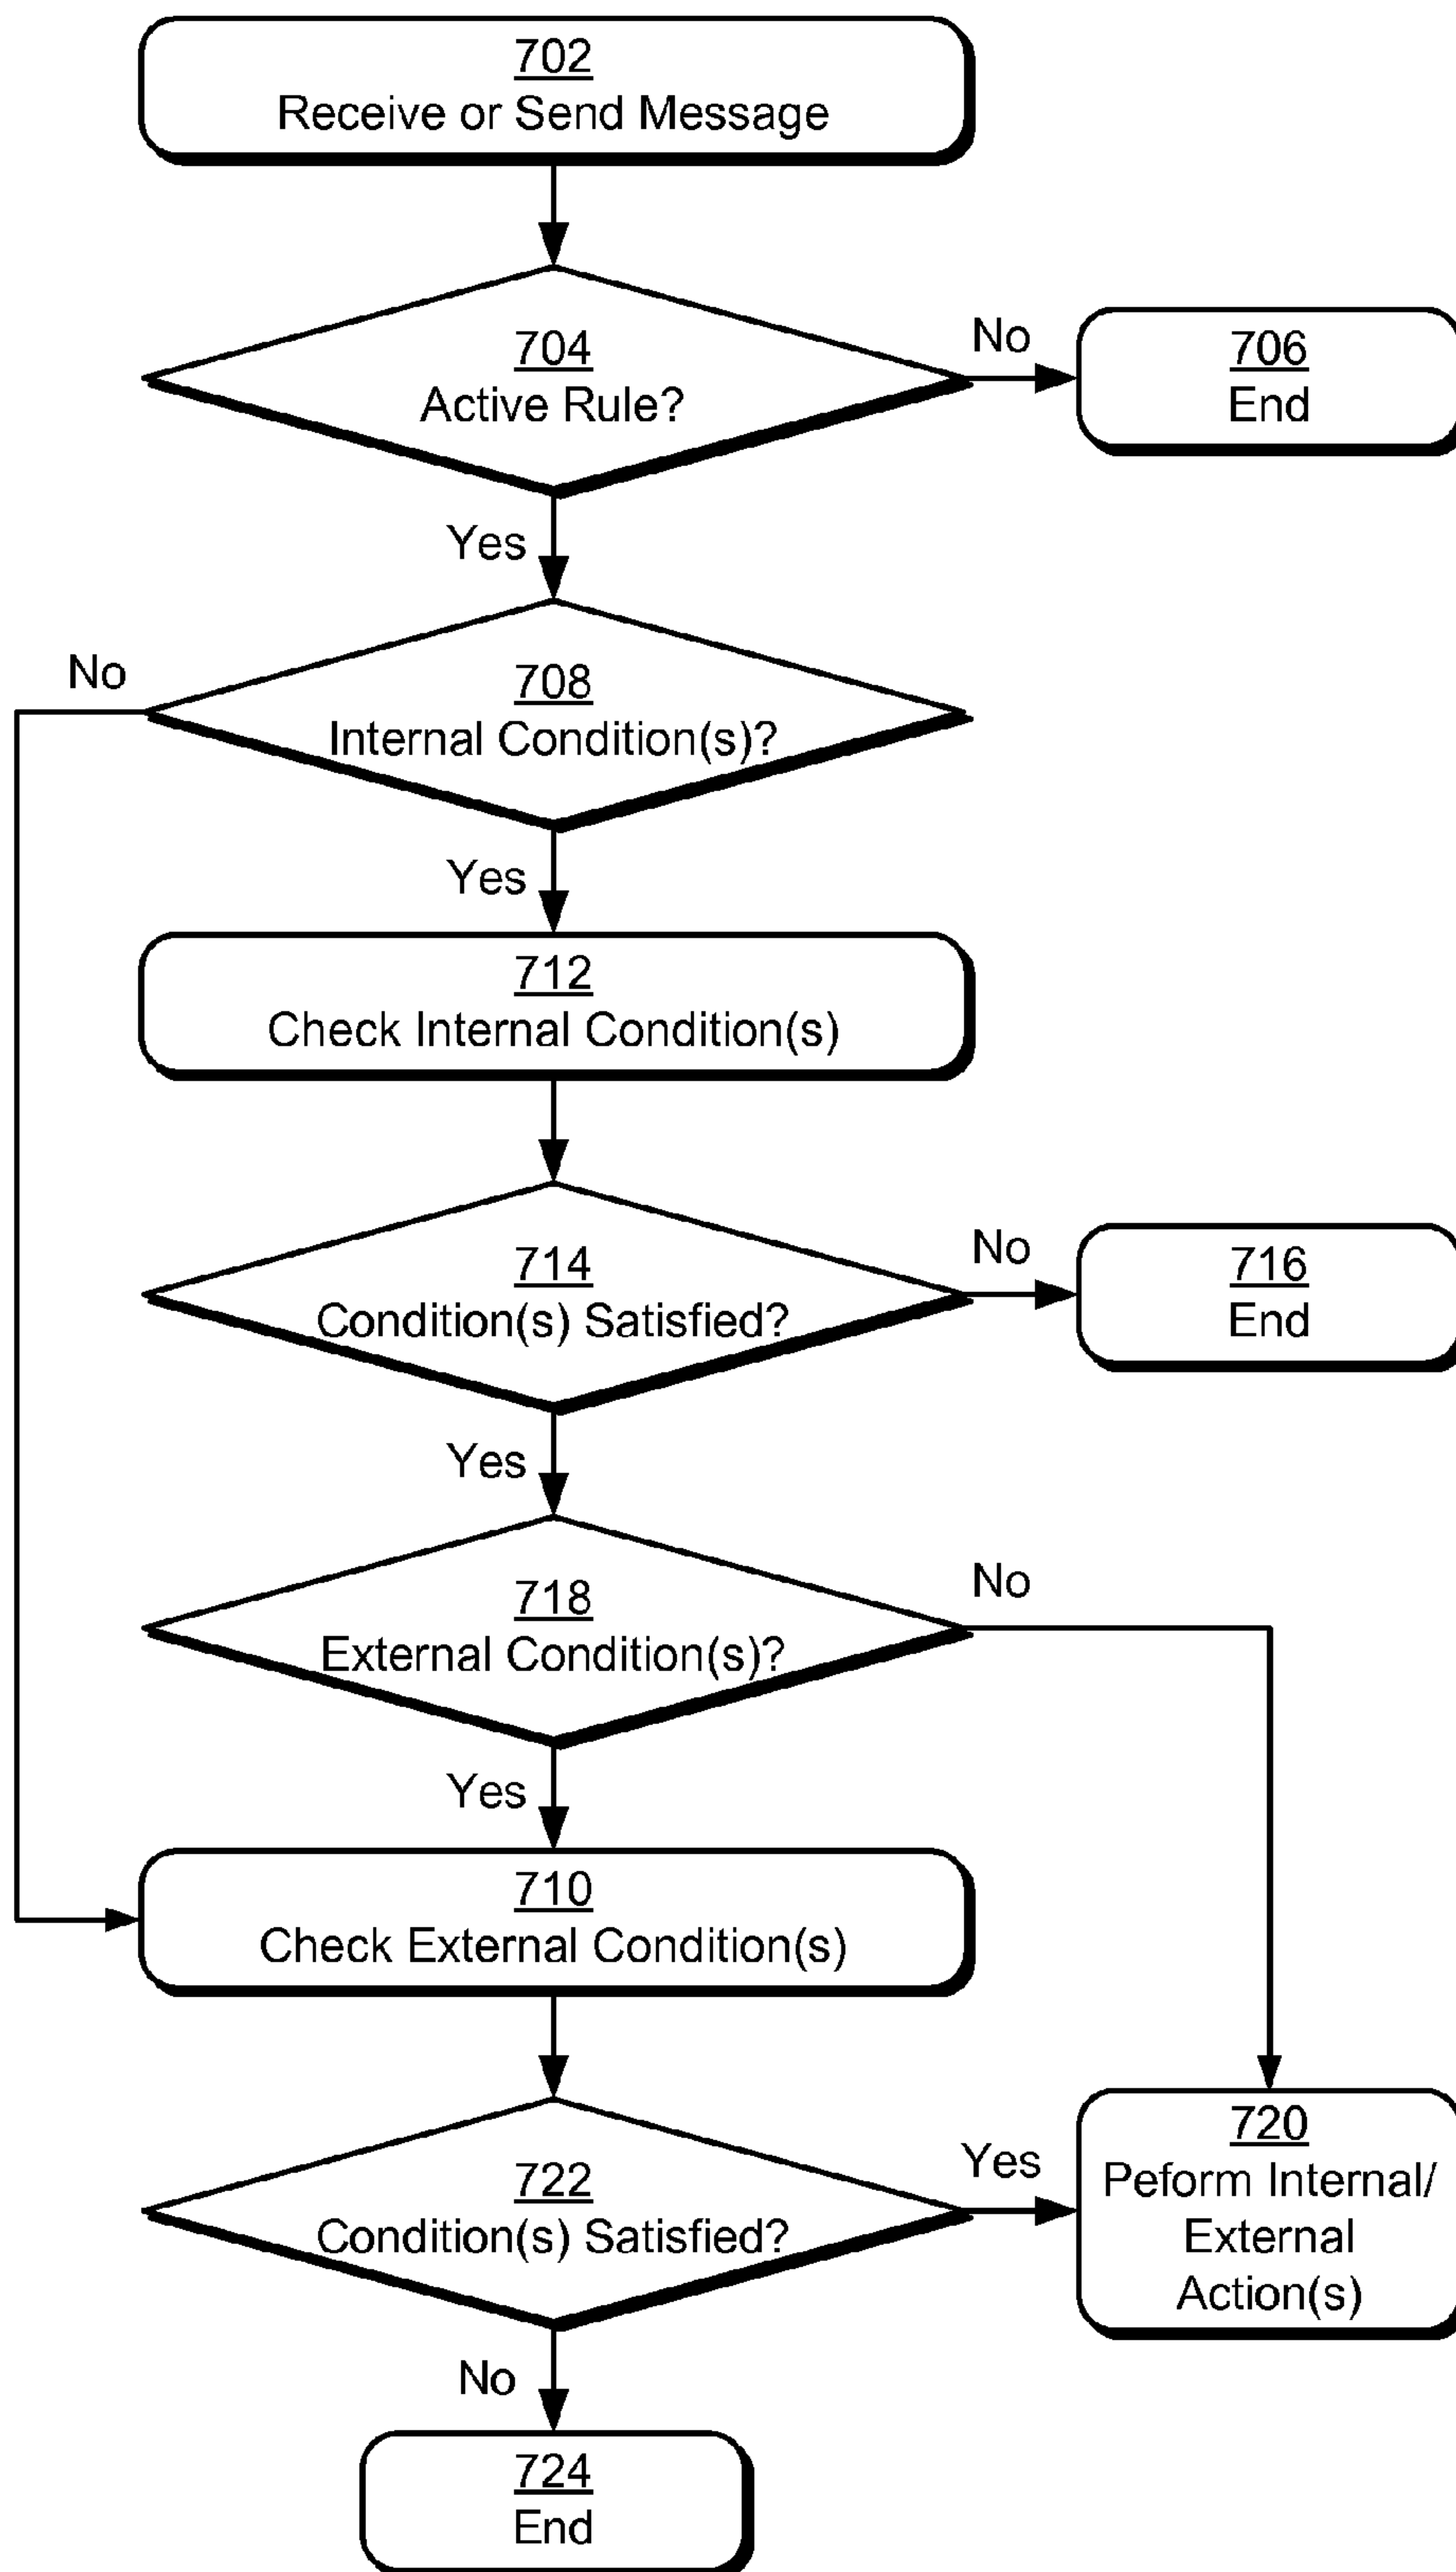 702
Receive or Send Message
704
Active Rule?
No
706
End
Yes
No
708
Internal Condition(s)?
Yes
712
Check Internal Condition(s)
714
Condition(s) Satisfied?
No
716
End
Yes
718
External Condition(s)?
No
Yes
710
Check External Condition(s)
722
Condition(s) Satisfied?
Yes
720
Peform Internal/
External
Action(s)
No
724
End